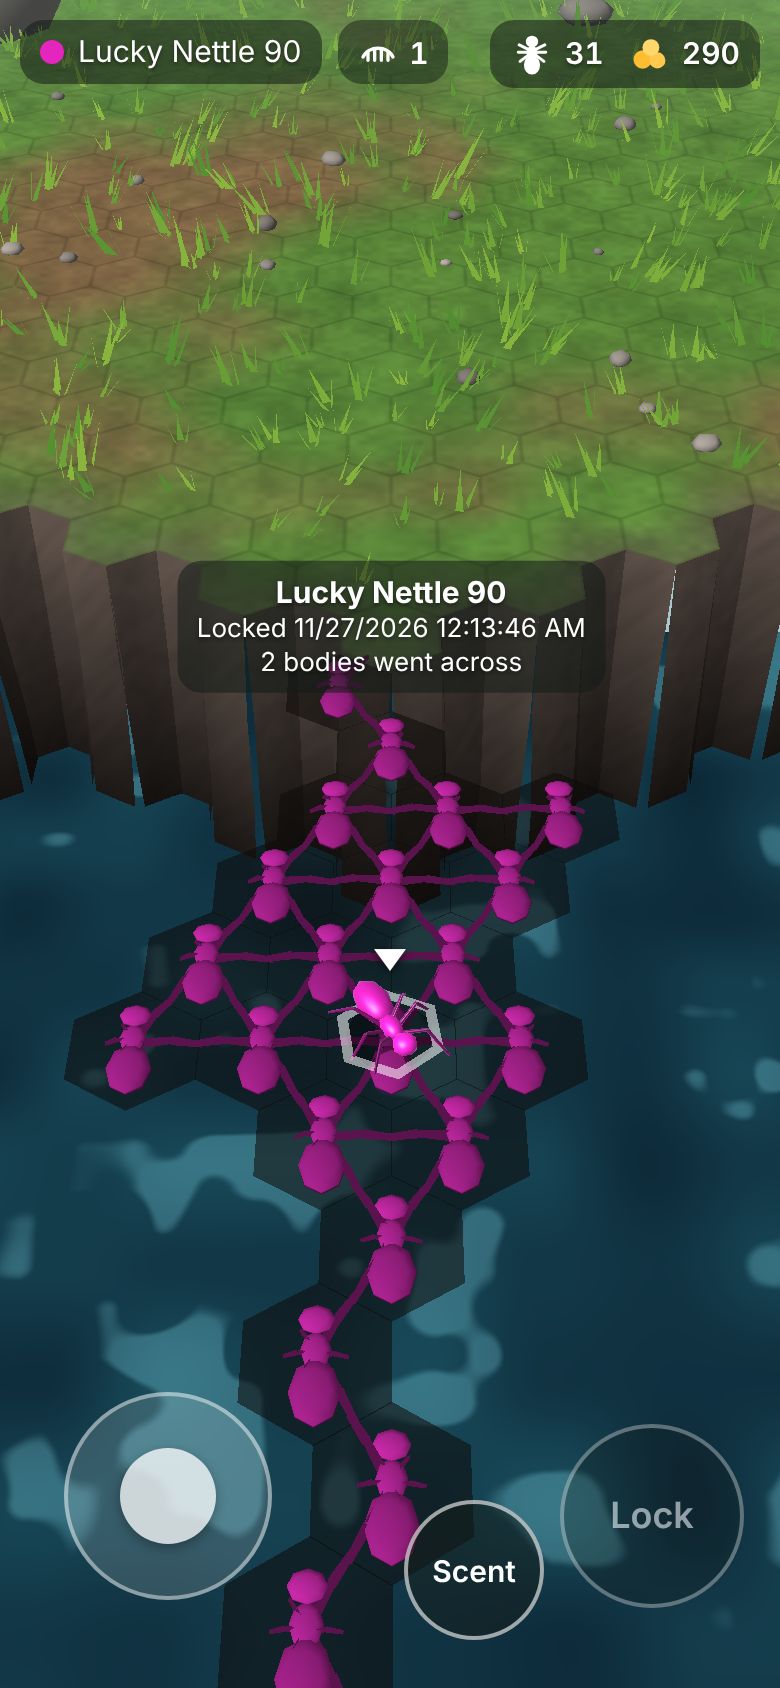 Lucky Nettle 90
1
31
290
Lucky Nettle 90
Locked 11/27/2026 12:13:46 AM
2 bodies went across
Lock
Scent